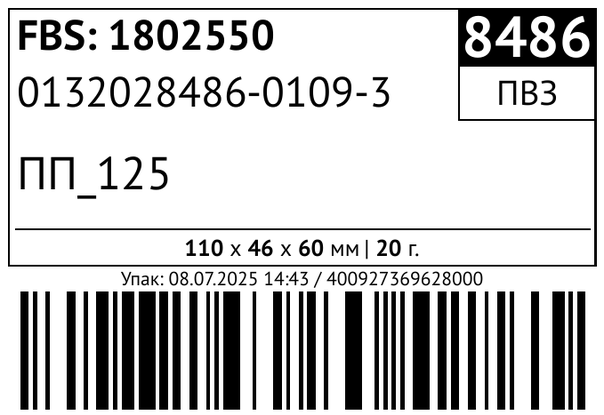 FBS: 1802550
8486
0132028486-0109-3
ПВЗ
ПП_125
110 x 46 x 60 мм | 20 г.
Упак: 08.07.2025 14:43 / 400927369628000